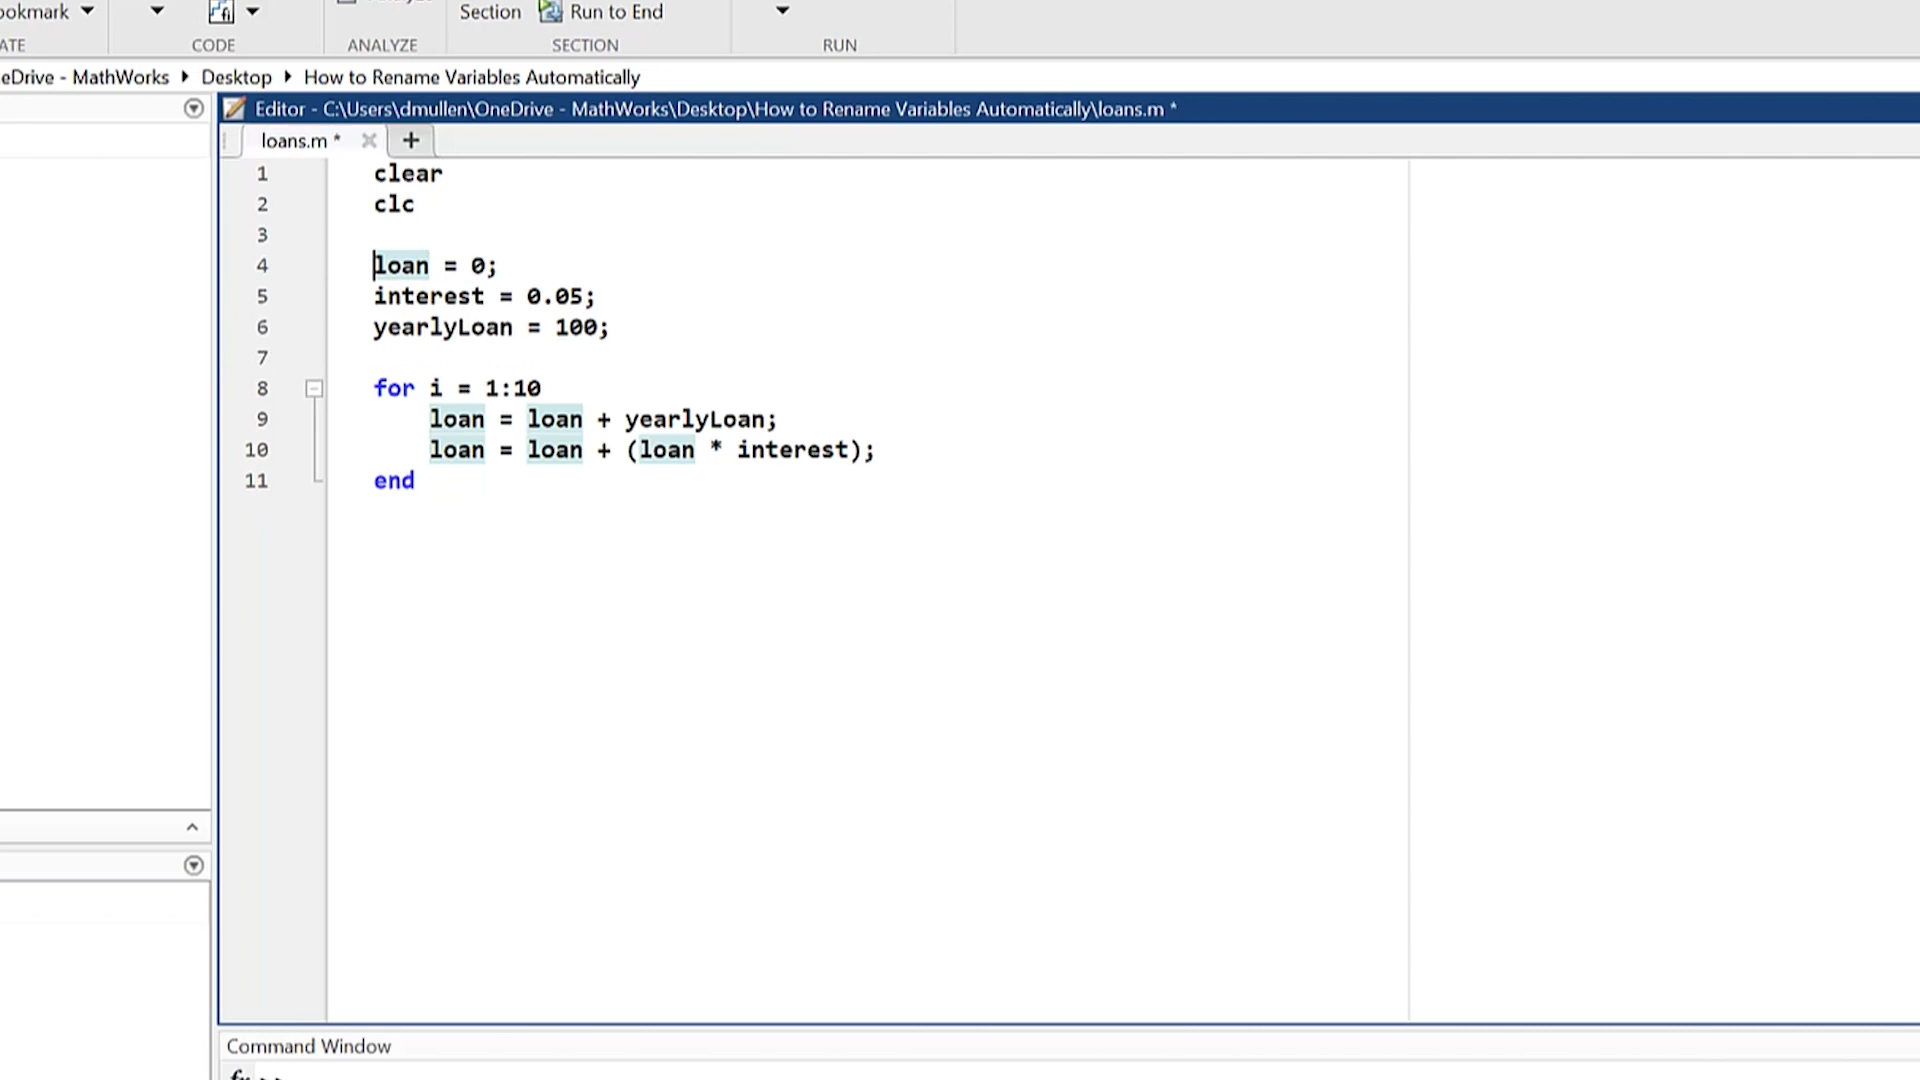 Section Run to End
CODE ANALYZE SECTION RUN
eDrive - MathWorks Desktop How to Rename Variables Automatically
Editor - C:\Users\dmullen\OneDrive - MathWorks\Desktop\How to Rename Variables Automatically\loans.m *
loans.m * +
1 clear
2 clc
3
4 loan = 0;
5 interest = 0.05;
6 yearlyLoan = 100;
7
8 for i = 1:10
9 loan = loan + yearlyLoan;
10 loan = loan + (loan * interest);
11 end
Command Window
fx >>